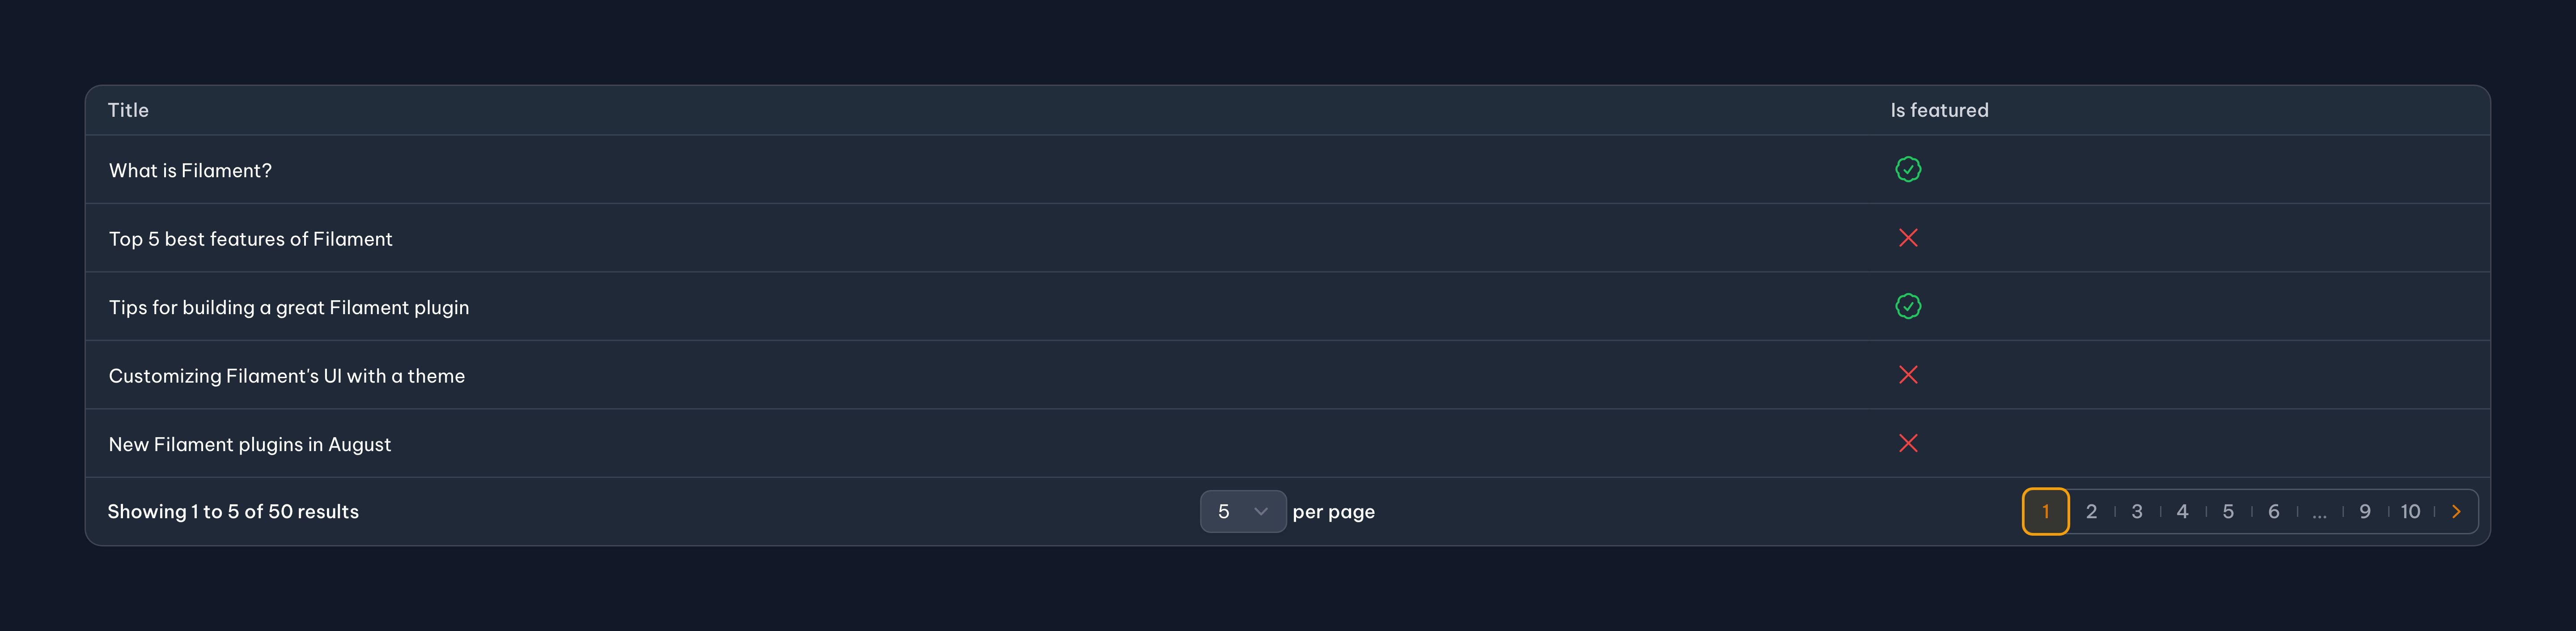 Title Is featured
What is Filament?
Top 5 best features of Filament
Tips for building a great Filament plugin
Customizing Filament's UI with a theme
New Filament plugins in August
Showing 1 to 5 of 50 results 5 per page 1 2 3 4 5 6 ... 9 10